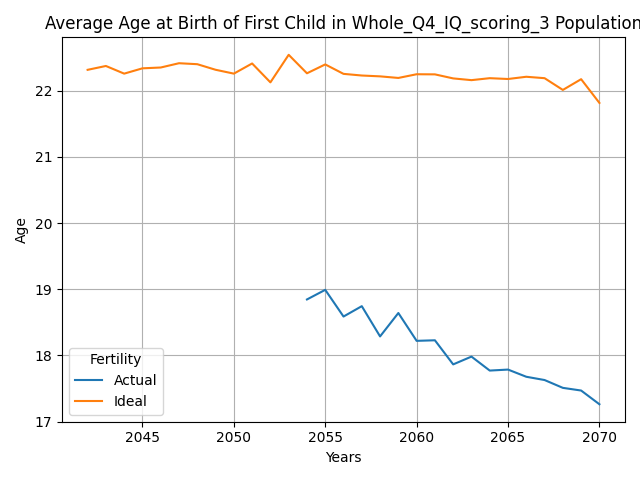 Average Age at Birth of First Child in Whole_Q4_IQ_scoring_3 Population
22
21
20
19
18
17
Age
Fertility
Actual
Ideal
2045 2050 2055 2060 2065 2070
Years